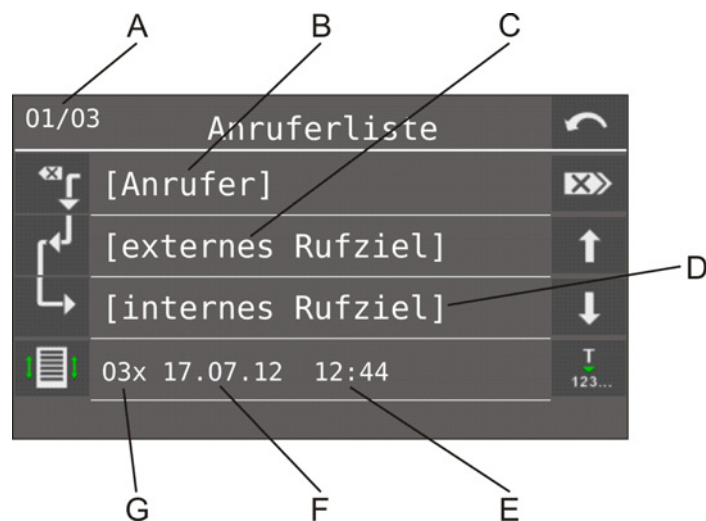 A B C
01/03 Anruferliste
[Anrufer]
[externes Rufziel]
[internes Rufziel]
D
03x 17.07.12 12:44
T
123...
G F E